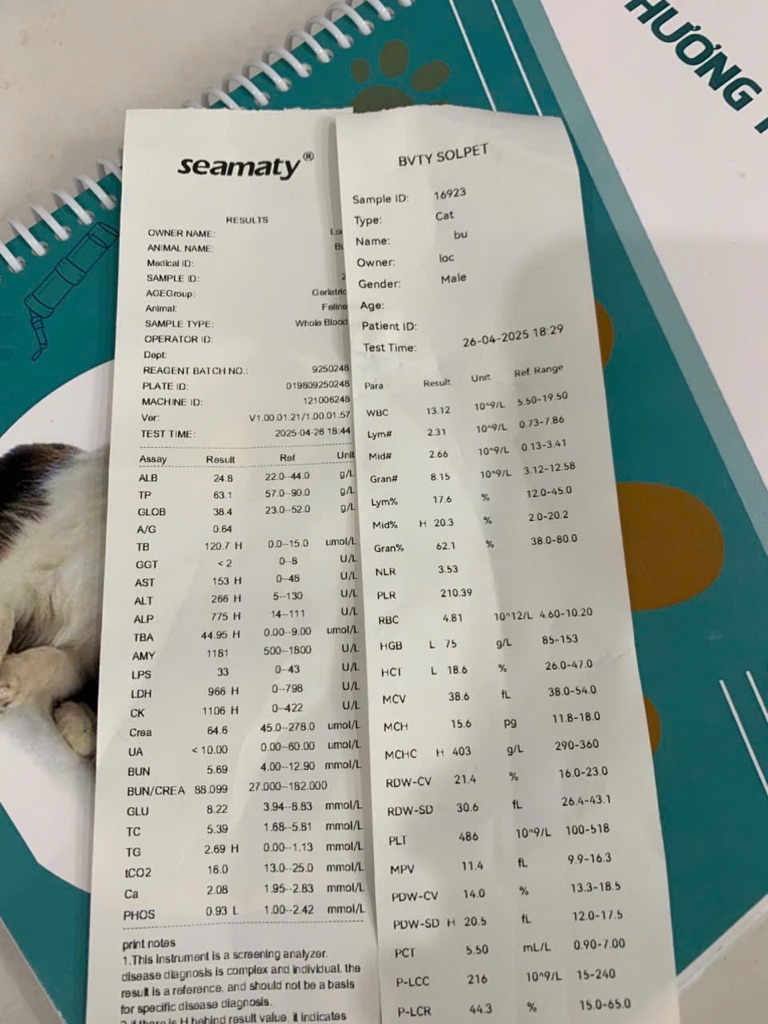 HƯƠNG
seamaty®
RESULTS
OWNER NAME:
ANIMAL NAME:
Medical ID:
SAMPLE ID:
AGEGroup: Geriatric
Animal: Feline
SAMPLE TYPE: Whole Blood
OPERATOR ID:
Dept:
REAGENT BATCH NO.: 9250248
PLATE ID: 019809250248
MACHINE ID: 121006248
Ver: V1.00.01.21/1.00.01.57
TEST TIME: 2025-04-26 18:44
Assay Result Ref Unit
ALB 24.8 22.0--44.0 g/L
TP 63.1 57.0--90.0 g/L
GLOB 38.4 23.0--52.0 g/L
A/G 0.64
TB 120.7 H 0.0--15.0 umol/L
GGT <2 0--8 U/L
AST 153 H 0--48 U/L
ALT 266 H 5--130 U/L
ALP 775 H 14--111 U/L
TBA 44.95 H 0.00--9.00 umol/L
AMY 1181 500--1800 U/L
LPS 33 0--43 U/L
LDH 966 H 0--798 U/L
CK 1106 H 0--422 U/L
Crea 64.6 45.0--278.0 umol/L
UA <10.00 0.00--60.00 umol/L
BUN 5.69 4.00--12.90 mmol/L
BUN/CREA 88.099 27.000--182.000
GLU 8.22 3.94--8.83 mmol/L
TC 5.39 1.68--5.81 mmol/L
TG 2.69 H 0.00--1.13 mmol/L
tCO2 16.0 13.0--25.0 mmol/L
Ca 2.08 1.95--2.83 mmol/L
PHOS 0.93 L 1.00--2.42 mmol/L
print notes
1.This Instrument is a screening analyzer.
disease diagnosis is complex and individual. the
result is a reference, and should not be a basis
for specific disease diagnosis.
2.if there is H behind result value, it indicates
BVTY SOLPET
Sample ID: 16923
Type: Cat
Name: bu
Owner: loc
Gender: Male
Age:
Patient ID:
Test Time: 26-04-2025 18:29
Para Result Unit Ref. Range
WBC 13.12 10^9/L 5.50-19.50
Lym# 2.31 10^9/L 0.73-7.86
Mid# 2.66 10^9/L 0.13-3.41
Gran# 8.15 10^9/L 3.12-12.58
Lym% 17.6 % 12.0-45.0
Mid% H 20.3 % 2.0-20.2
Gran% 62.1 % 38.0-80.0
NLR 3.53
PLR 210.39
RBC 4.81 10^12/L 4.60-10.20
HGB L 75 g/L 85-153
HCT L 18.6 % 26.0-47.0
MCV 38.6 fL 38.0-54.0
MCH 15.6 pg 11.8-18.0
MCHC H 403 g/L 290-360
RDW-CV 21.4 % 16.0-23.0
RDW-SD 30.6 fL 26.4-43.1
PLT 486 10^9/L 100-518
MPV 11.4 fL 9.9-16.3
PDW-CV 14.0 % 13.3-18.5
PDW-SD H 20.5 fL 12.0-17.5
PCT 5.50 mL/L 0.90-7.00
P-LCC 216 10^9/L 15-240
P-LCR 44.3 % 15.0-65.0